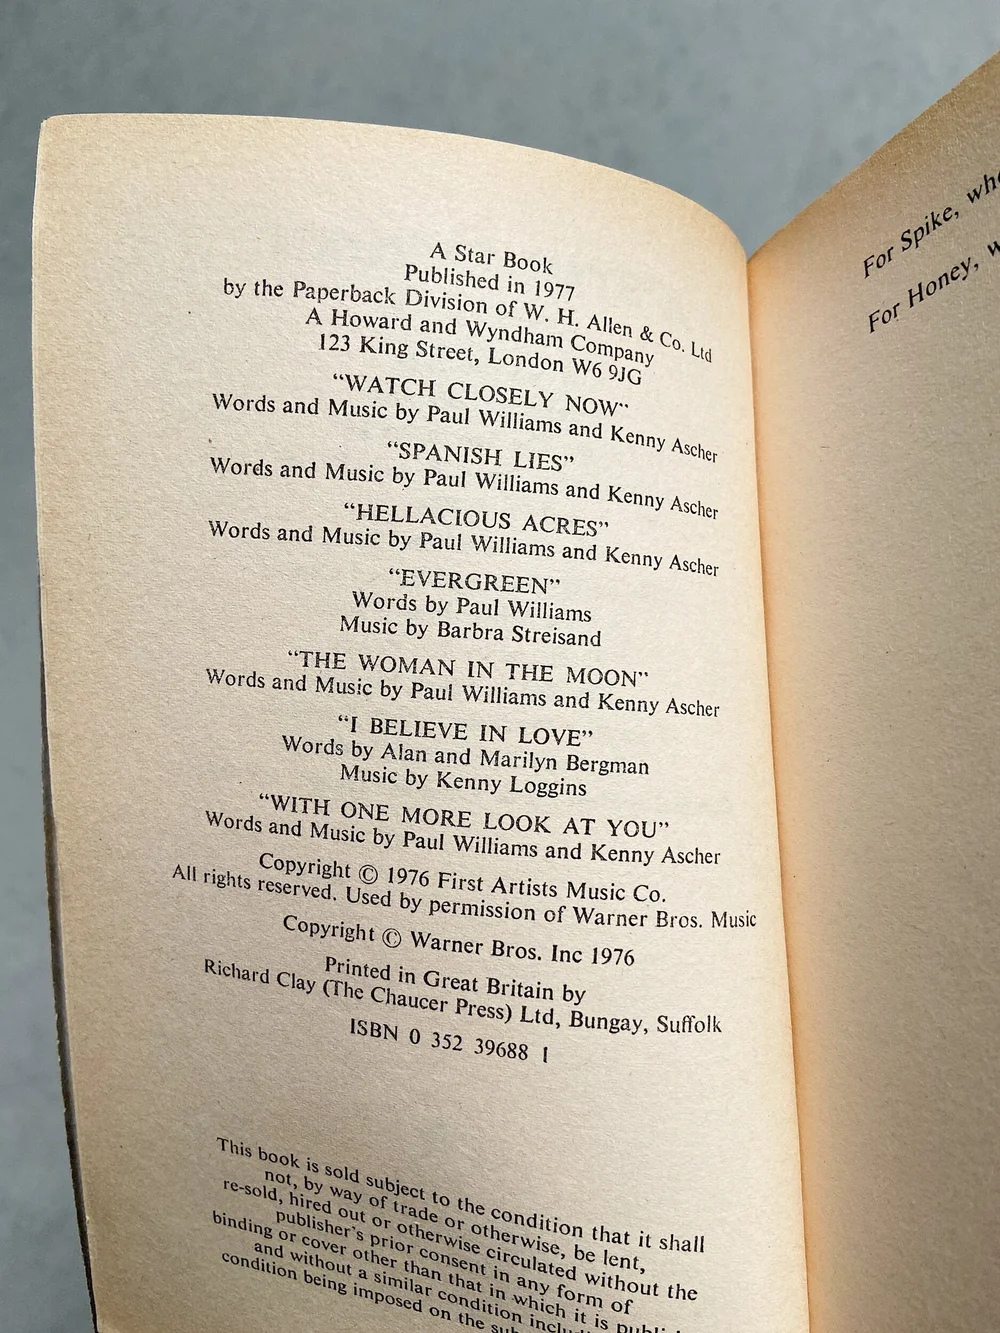 A Star Book
Published in 1977
by the Paperback Division of W. H. Allen & Co. Ltd
A Howard and Wyndham Company
123 King Street, London W6 9JG
“WATCH CLOSELY NOW”
Words and Music by Paul Williams and Kenny Ascher
“SPANISH LIES”
Words and Music by Paul Williams and Kenny Ascher
“HELLACIOUS ACRES”
Words and Music by Paul Williams and Kenny Ascher
“EVERGREEN”
Words by Paul Williams
Music by Barbra Streisand
“THE WOMAN IN THE MOON”
Words and Music by Paul Williams and Kenny Ascher
“I BELIEVE IN LOVE”
Words by Alan and Marilyn Bergman
Music by Kenny Loggins
“WITH ONE MORE LOOK AT YOU”
Words and Music by Paul Williams and Kenny Ascher
Copyright © 1976 First Artists Music Co.
All rights reserved. Used by permission of Warner Bros. Music
Copyright © Warner Bros. Inc 1976
Printed in Great Britain by
Richard Clay (The Chaucer Press) Ltd, Bungay, Suffolk
ISBN 0 352 39688 1
This book is sold subject to the condition that it shall
not, by way of trade or otherwise, be lent,
re-sold, hired out or otherwise circulated without the
publisher's prior consent in any form of
binding or cover other than that in which it is
and without a similar condition
condition being imposed on the
For Spike,
For Honey,